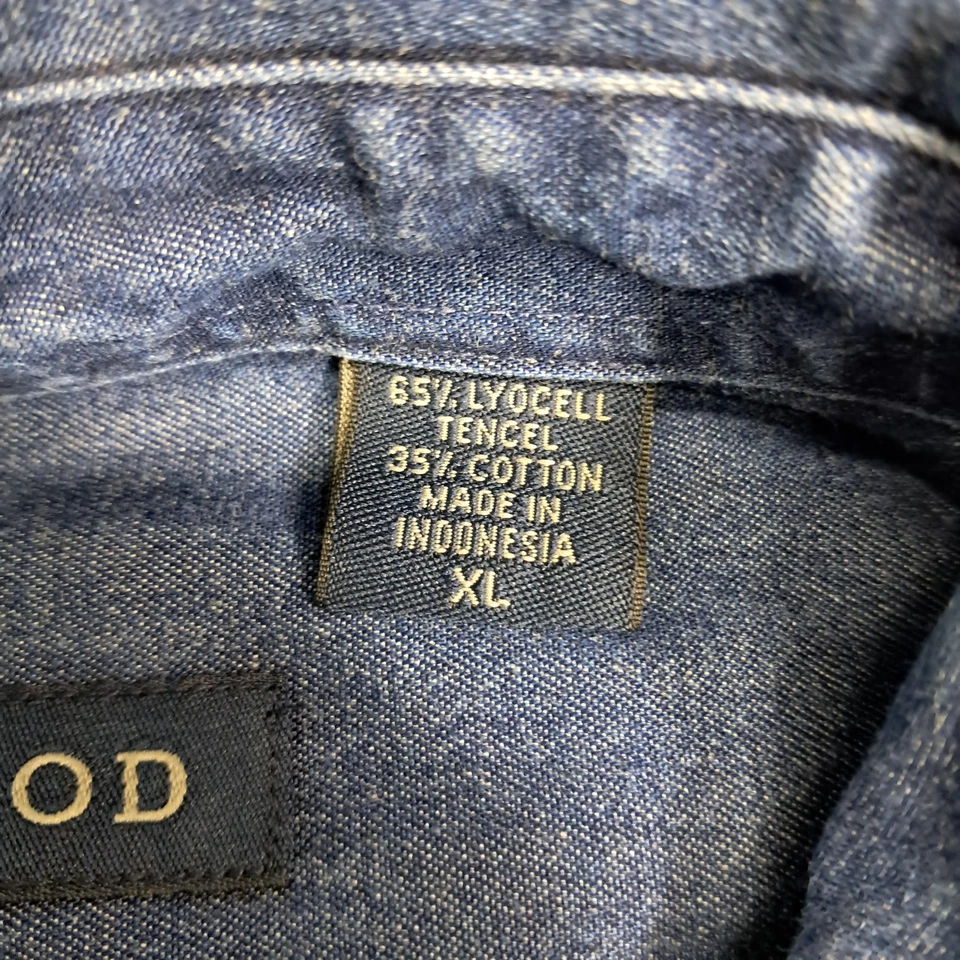 65% LYOCELL
TENCEL
35% COTTON
MADE IN
INDONESIA
XL
OD